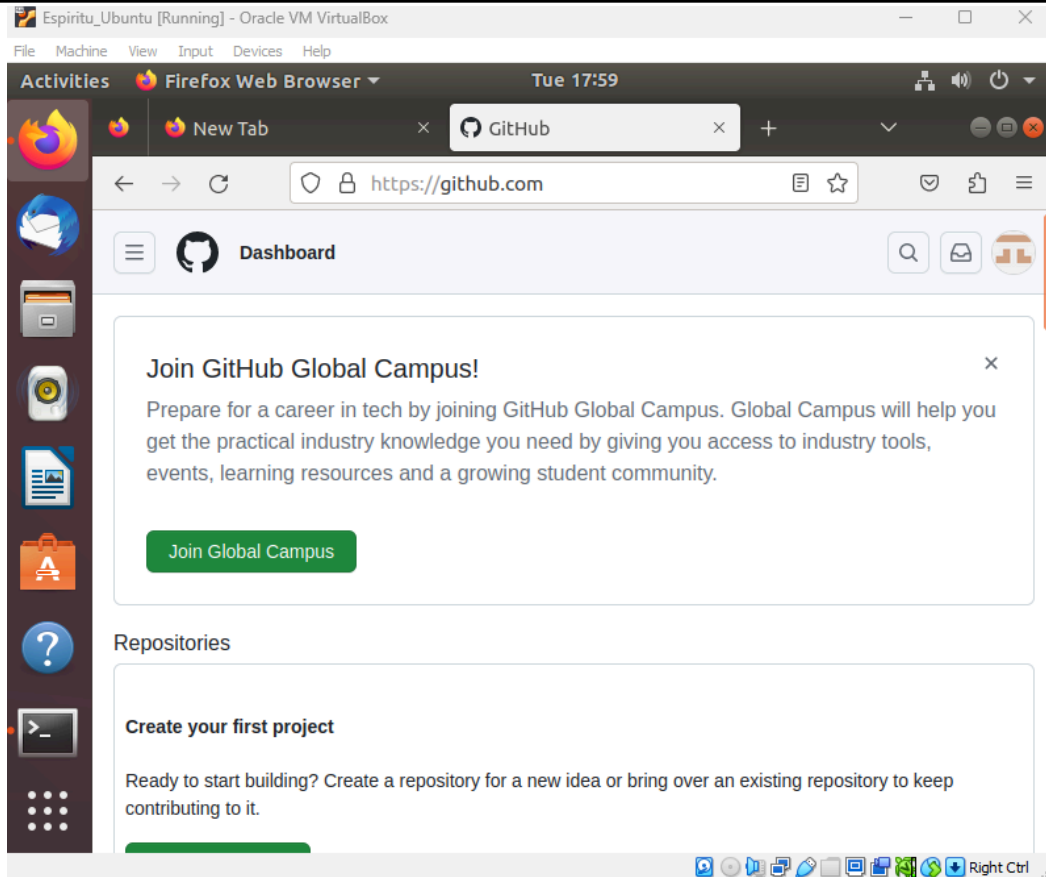 Espiritu_Ubuntu [Running] - Oracle VM VirtualBox
File Machine View Input Devices Help
Activities Firefox Web Browser Tue 17:59
New Tab GitHub
https://github.com
Dashboard
Join GitHub Global Campus!
Prepare for a career in tech by joining GitHub Global Campus. Global Campus will help you
get the practical industry knowledge you need by giving you access to industry tools,
events, learning resources and a growing student community.
Join Global Campus
Repositories
Create your first project
Ready to start building? Create a repository for a new idea or bring over an existing repository to keep
contributing to it.
Right Ctrl